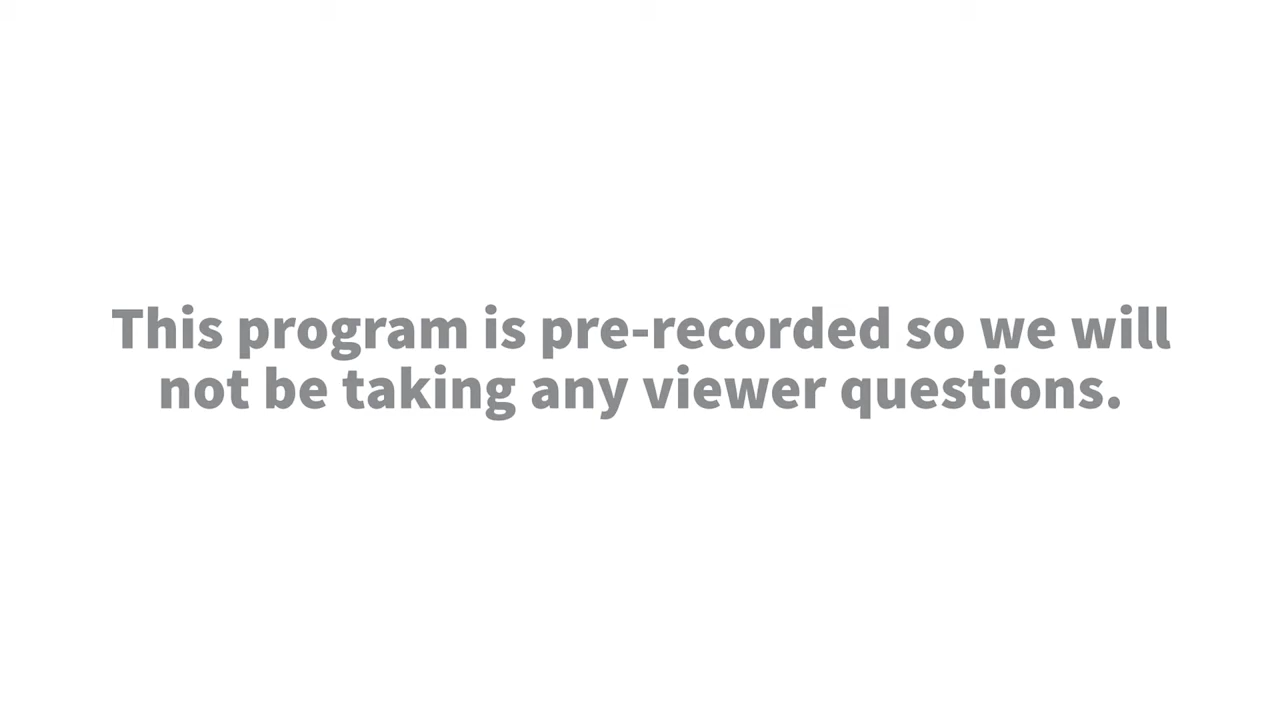 This program is pre-recorded so we will
not be taking any viewer questions.